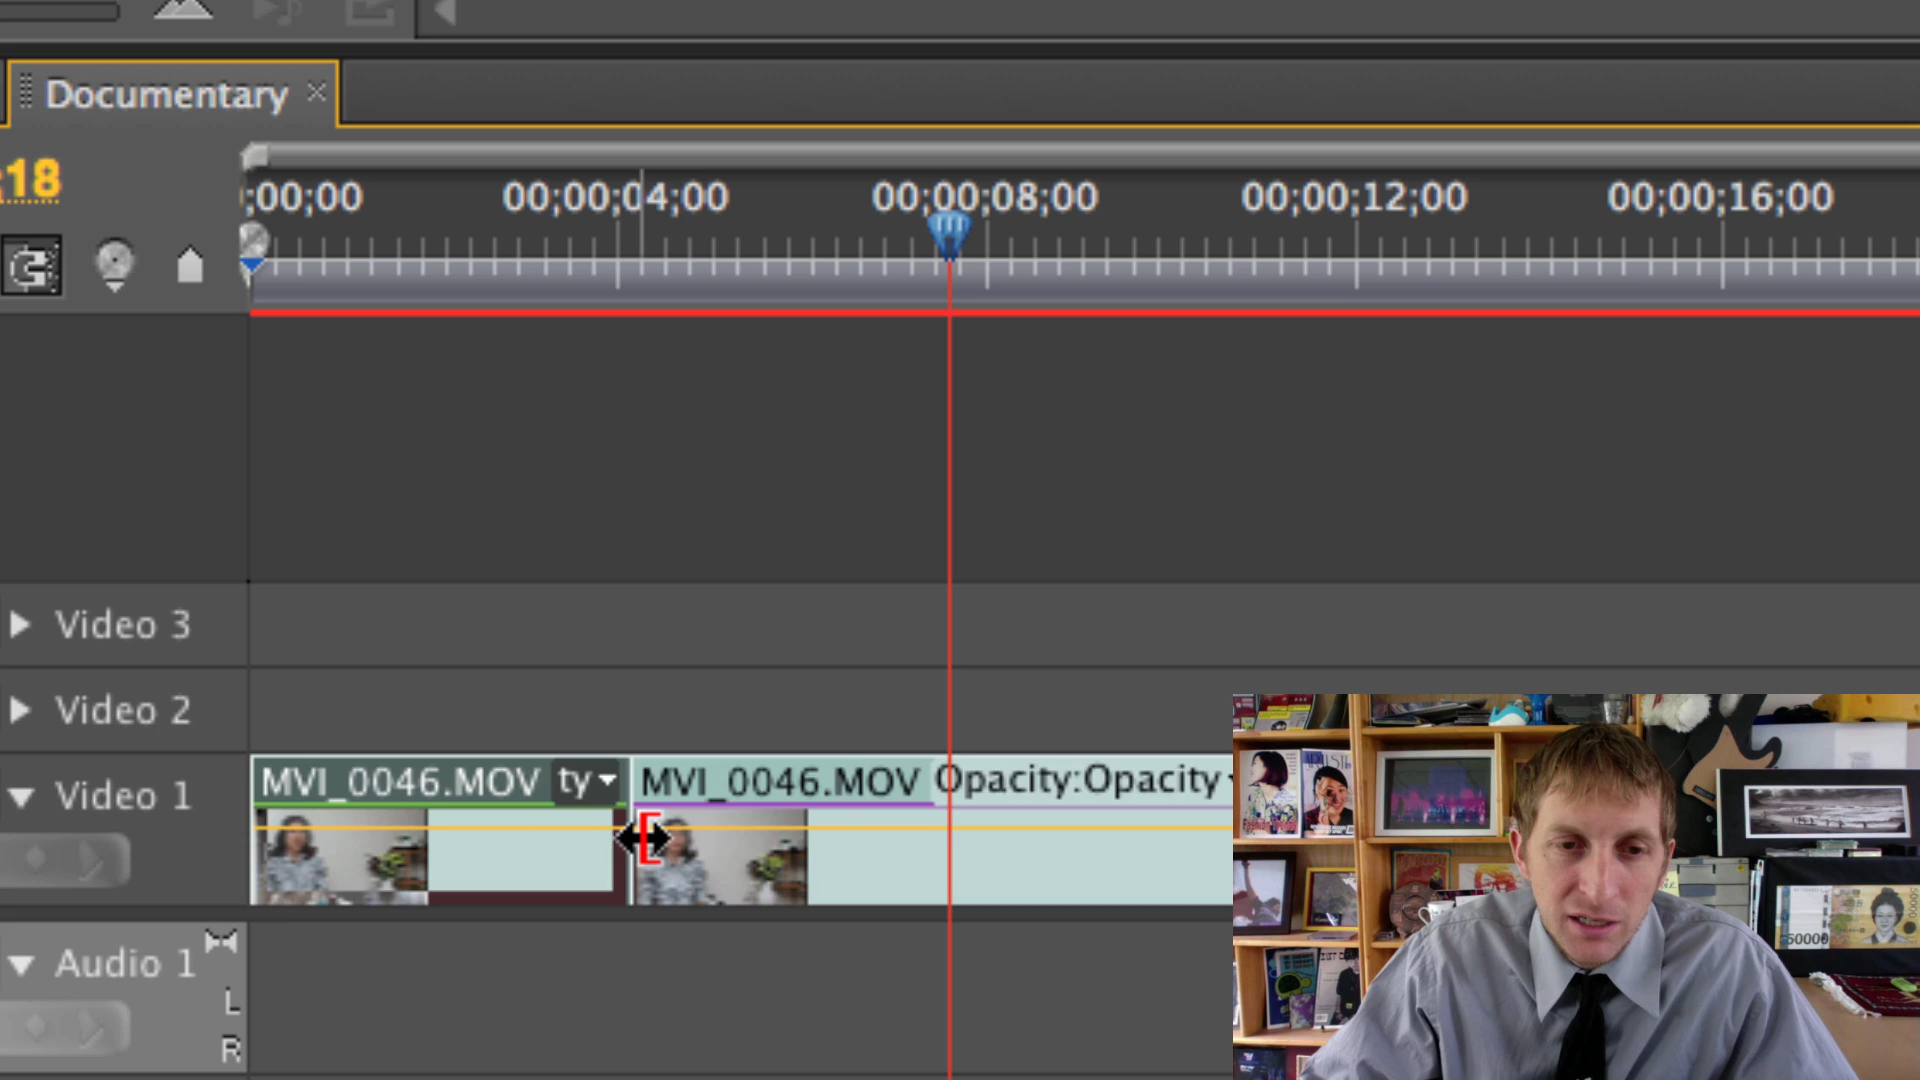 Documentary
;18
;00;00 00;00;04;00 00;00;08;00 00;00;12;00 00;00;16;00
Video 3
Video 2
Video 1
MVI_0046.MOV ty MVI_0046.MOV Opacity:Opacity
Audio 1
L
R
50000